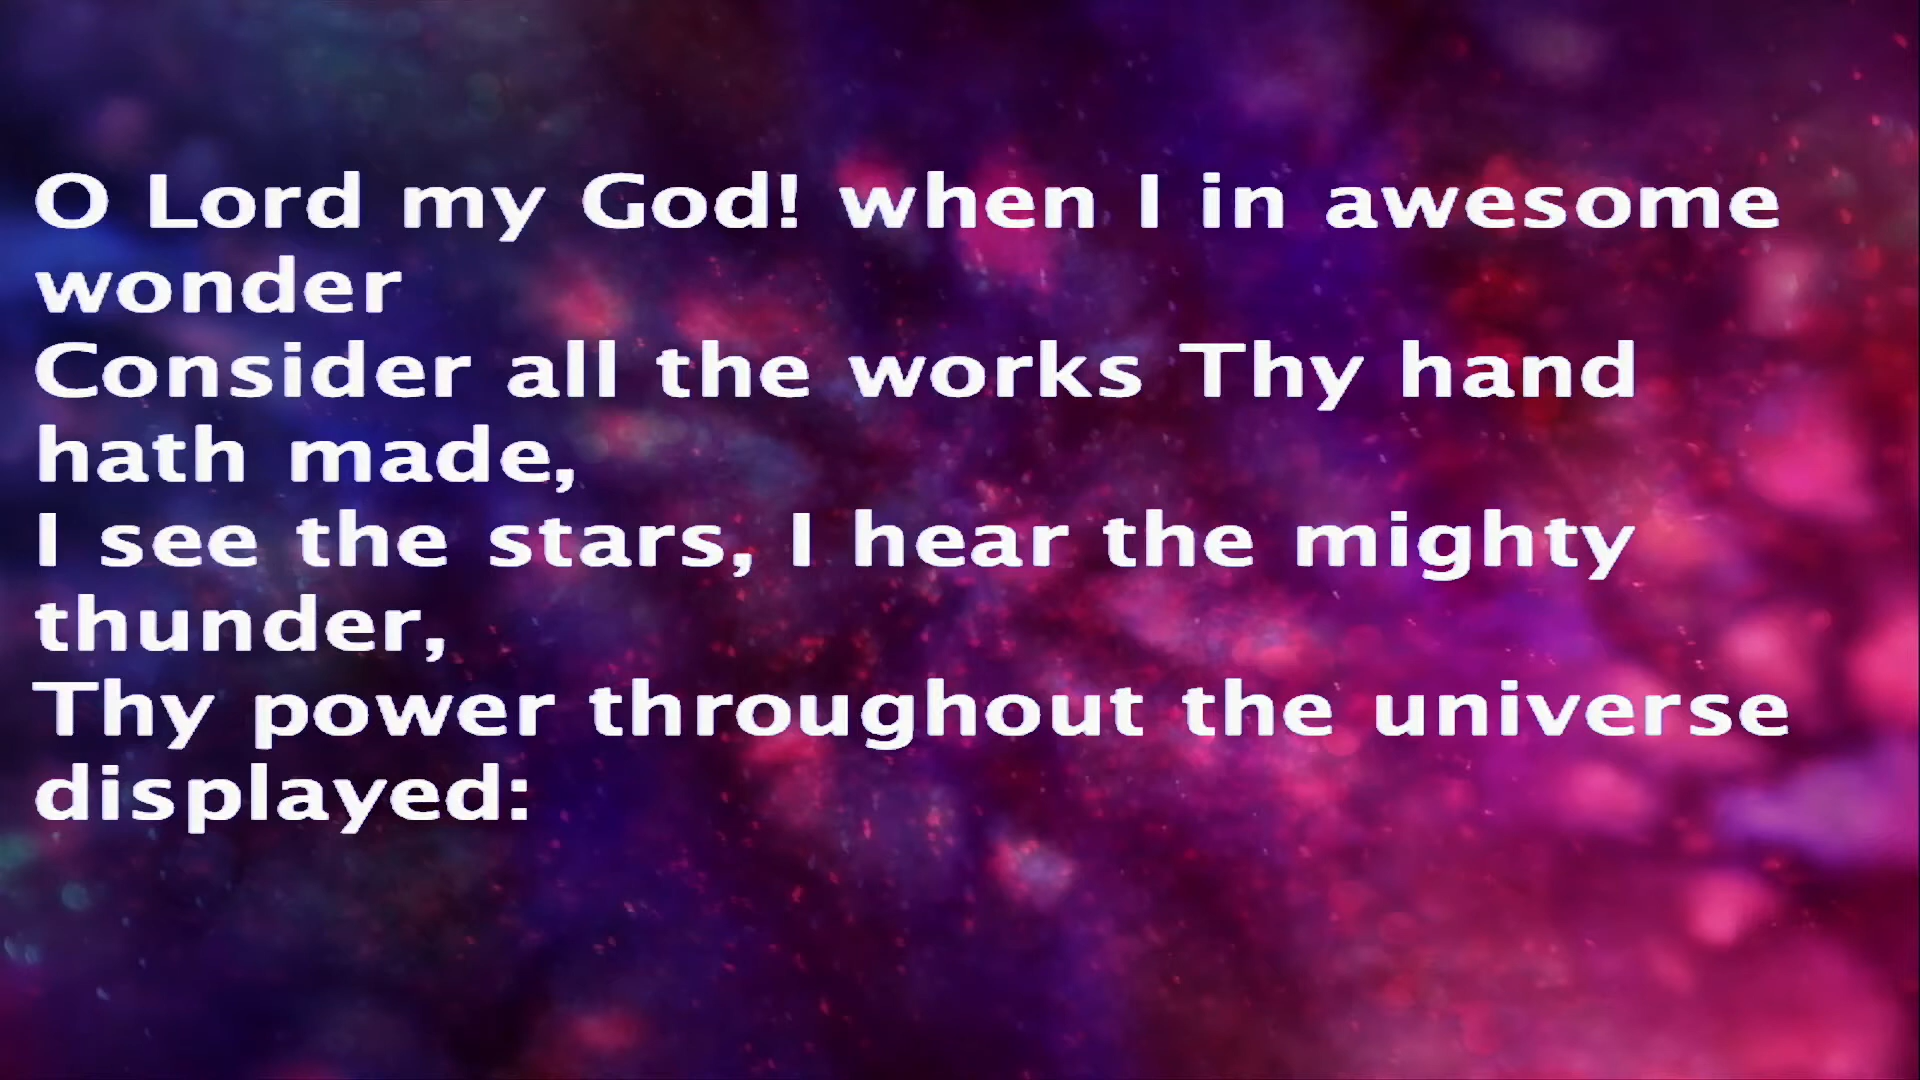 O Lord my God! when I in awesome
wonder
Consider all the works Thy hand
hath made,
I see the stars, I hear the mighty
thunder,
Thy power throughout the universe
displayed: